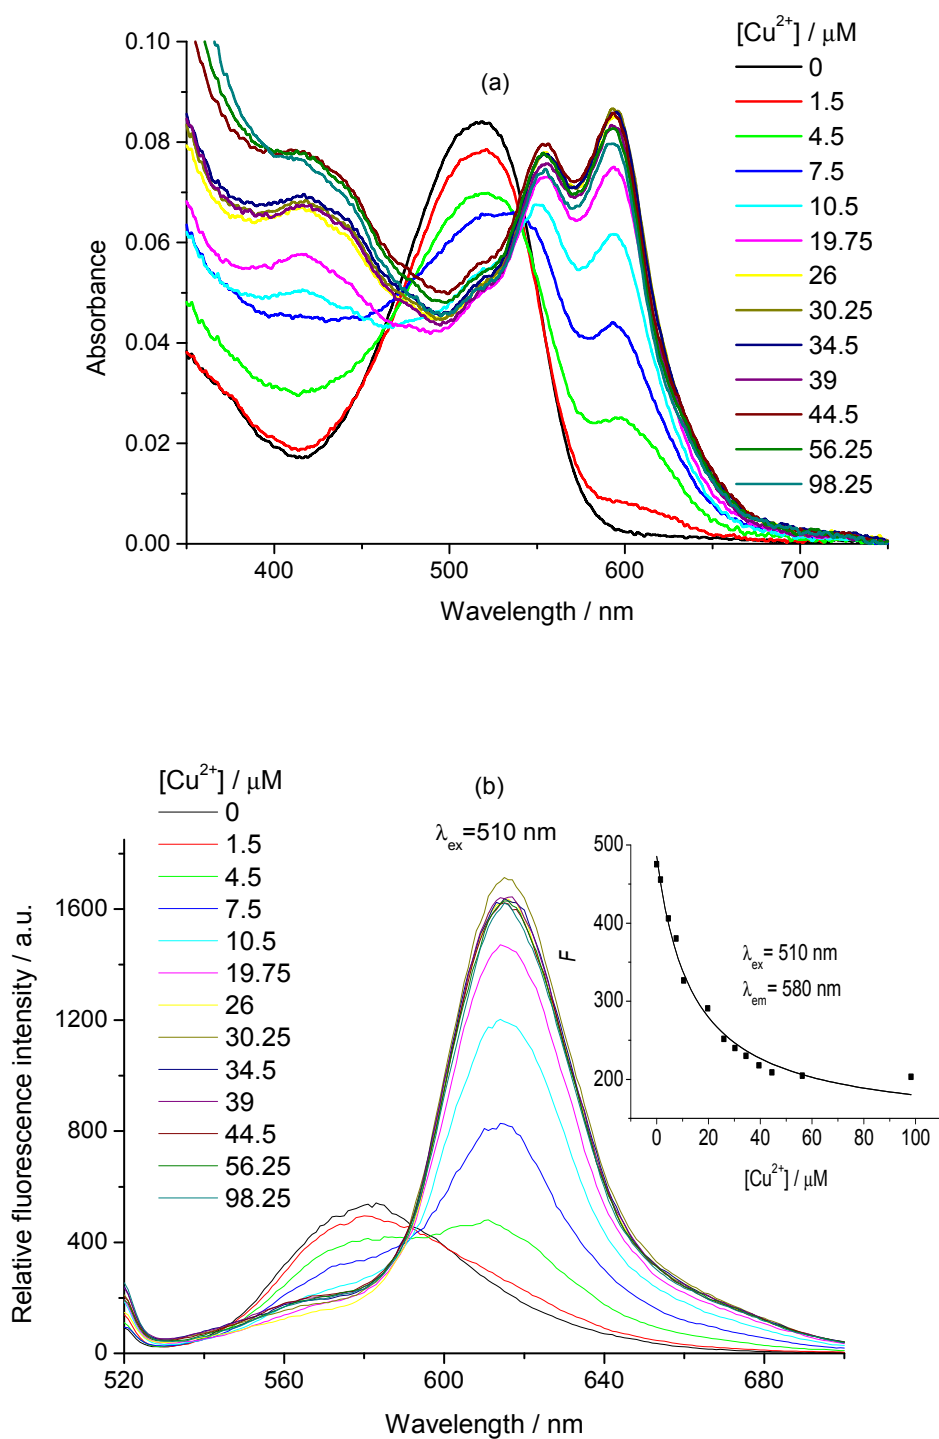 (a)
[Cu2+] / μM
0
1.5
4.5
7.5
10.5
19.75
26
30.25
34.5
39
44.5
56.25
98.25
0.10
0.08
0.06
0.04
0.02
0.00
Absorbance
400 500 600 700
Wavelength / nm
(b)
λex=510 nm
[Cu2+] / μM
0
1.5
4.5
7.5
10.5
19.75
26
30.25
34.5
39
44.5
56.25
98.25
1600
1200
800
400
0
Relative fluorescence intensity / a.u.
520 560 600 640 680
Wavelength / nm
500
400
300
200
F
λex= 510 nm
λem= 580 nm
0 20 40 60 80 100
[Cu2+] / μM